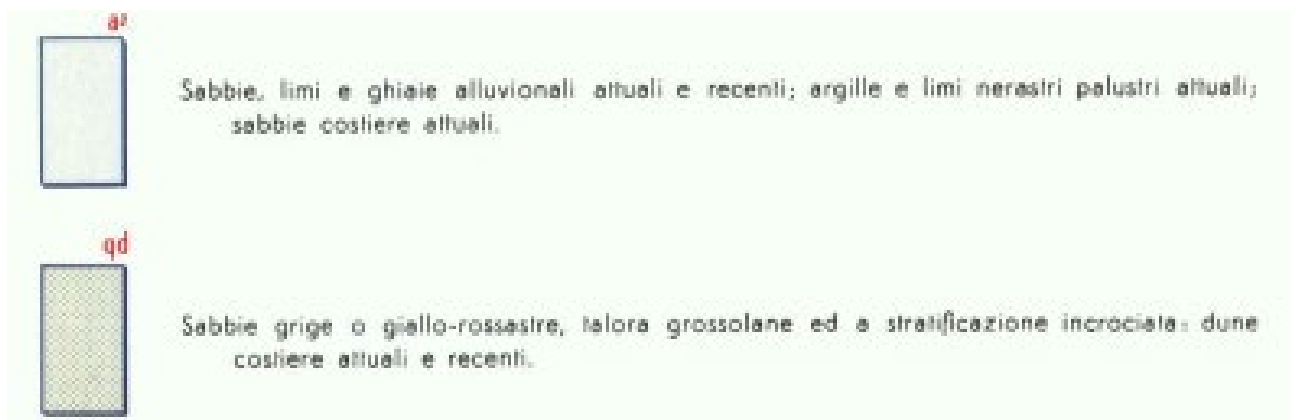 Sabbie, limi e ghiaie alluvionali attuali e recenti; argille e limi nerastri palustri attuali;
sabbie costiere attuali.
qd
Sabbie grige o giallo-rossastre, talora grossolane ed a stratificazione incrociata: dune
costiere attuali e recenti.